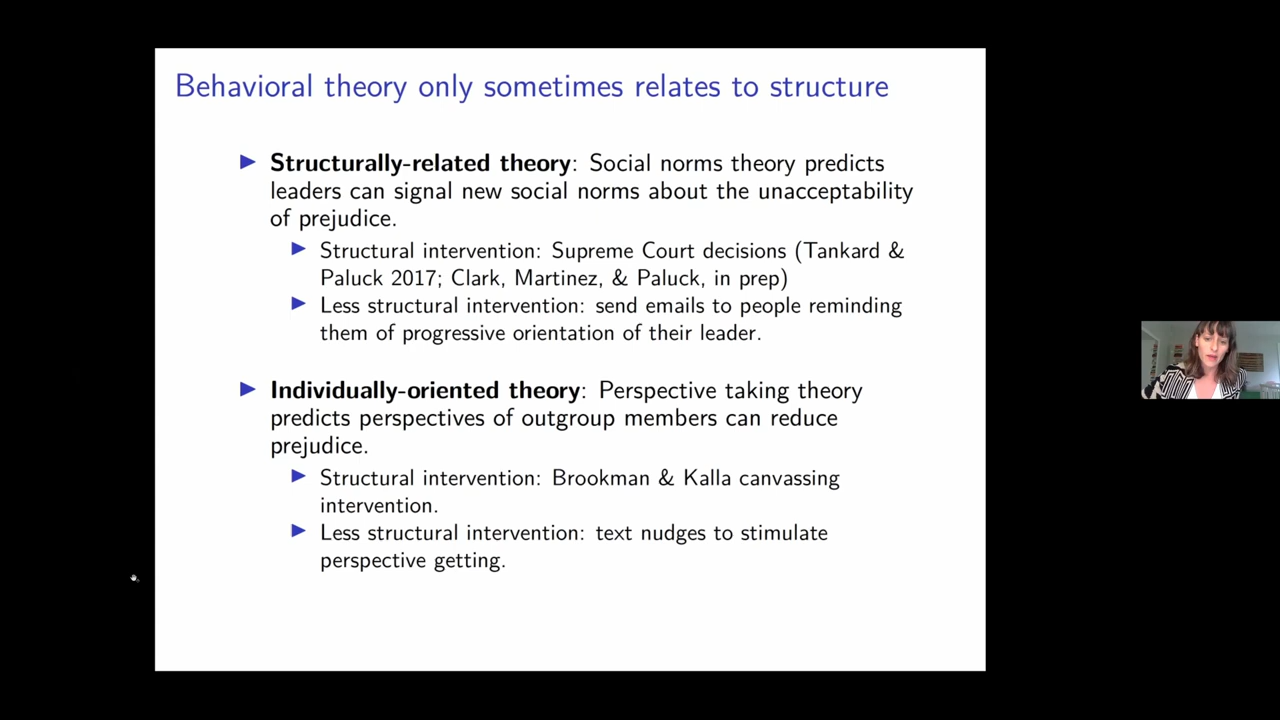 Behavioral theory only sometimes relates to structure
Structurally-related theory: Social norms theory predicts
leaders can signal new social norms about the unacceptability
of prejudice.
Structural intervention: Supreme Court decisions (Tankard &
Paluck 2017; Clark, Martinez, & Paluck, in prep)
Less structural intervention: send emails to people reminding
them of progressive orientation of their leader.
Individually-oriented theory: Perspective taking theory
predicts perspectives of outgroup members can reduce
prejudice.
Structural intervention: Brookman & Kalla canvassing
intervention.
Less structural intervention: text nudges to stimulate
perspective getting.